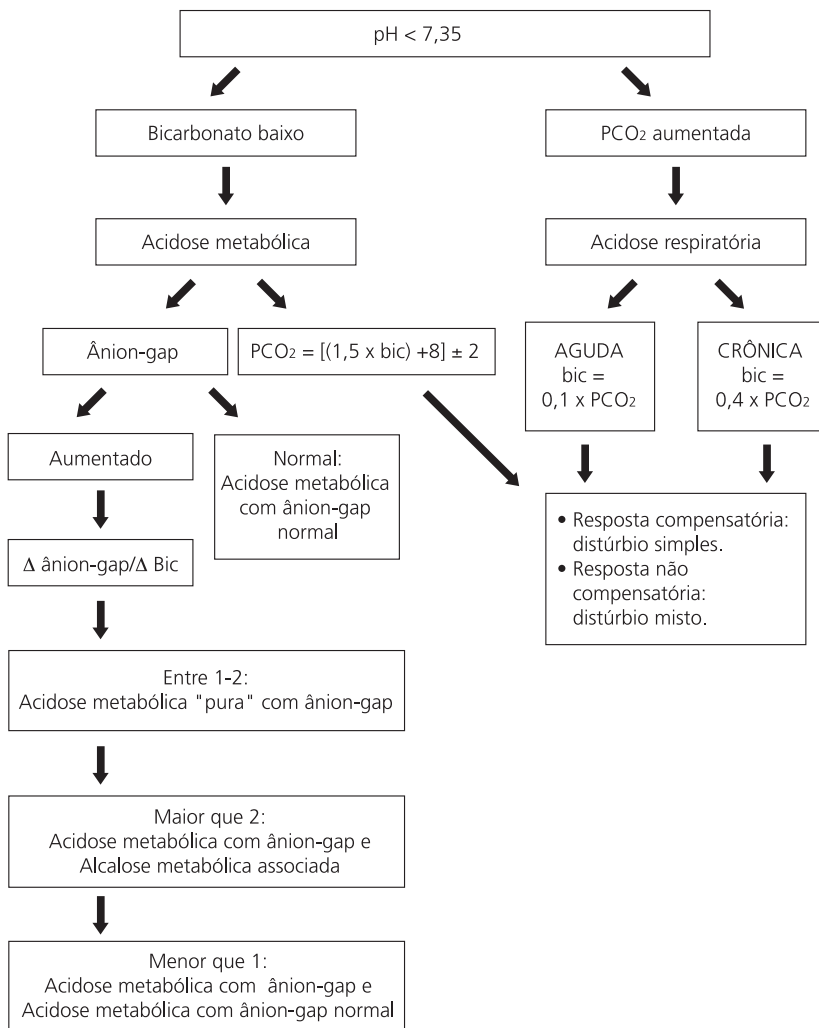 pH < 7,35
Bicarbonato baixo
PCO2 aumentada
Acidose metabólica
Acidose respiratória
Ânion-gap
PCO2 = [(1,5 x bic) +8] ± 2
AGUDA
bic =
0,1 x PCO2
CRÔNICA
bic =
0,4 x PCO2
Aumentado
Normal:
Acidose metabólica
com ânion-gap
normal
• Resposta compensatória:
distúrbio simples.
• Resposta não
compensatória:
distúrbio misto.
Δ ânion-gap/Δ Bic
Entre 1-2:
Acidose metabólica "pura" com ânion-gap
Maior que 2:
Acidose metabólica com ânion-gap e
Alcalose metabólica associada
Menor que 1:
Acidose metabólica com ânion-gap e
Acidose metabólica com ânion-gap normal